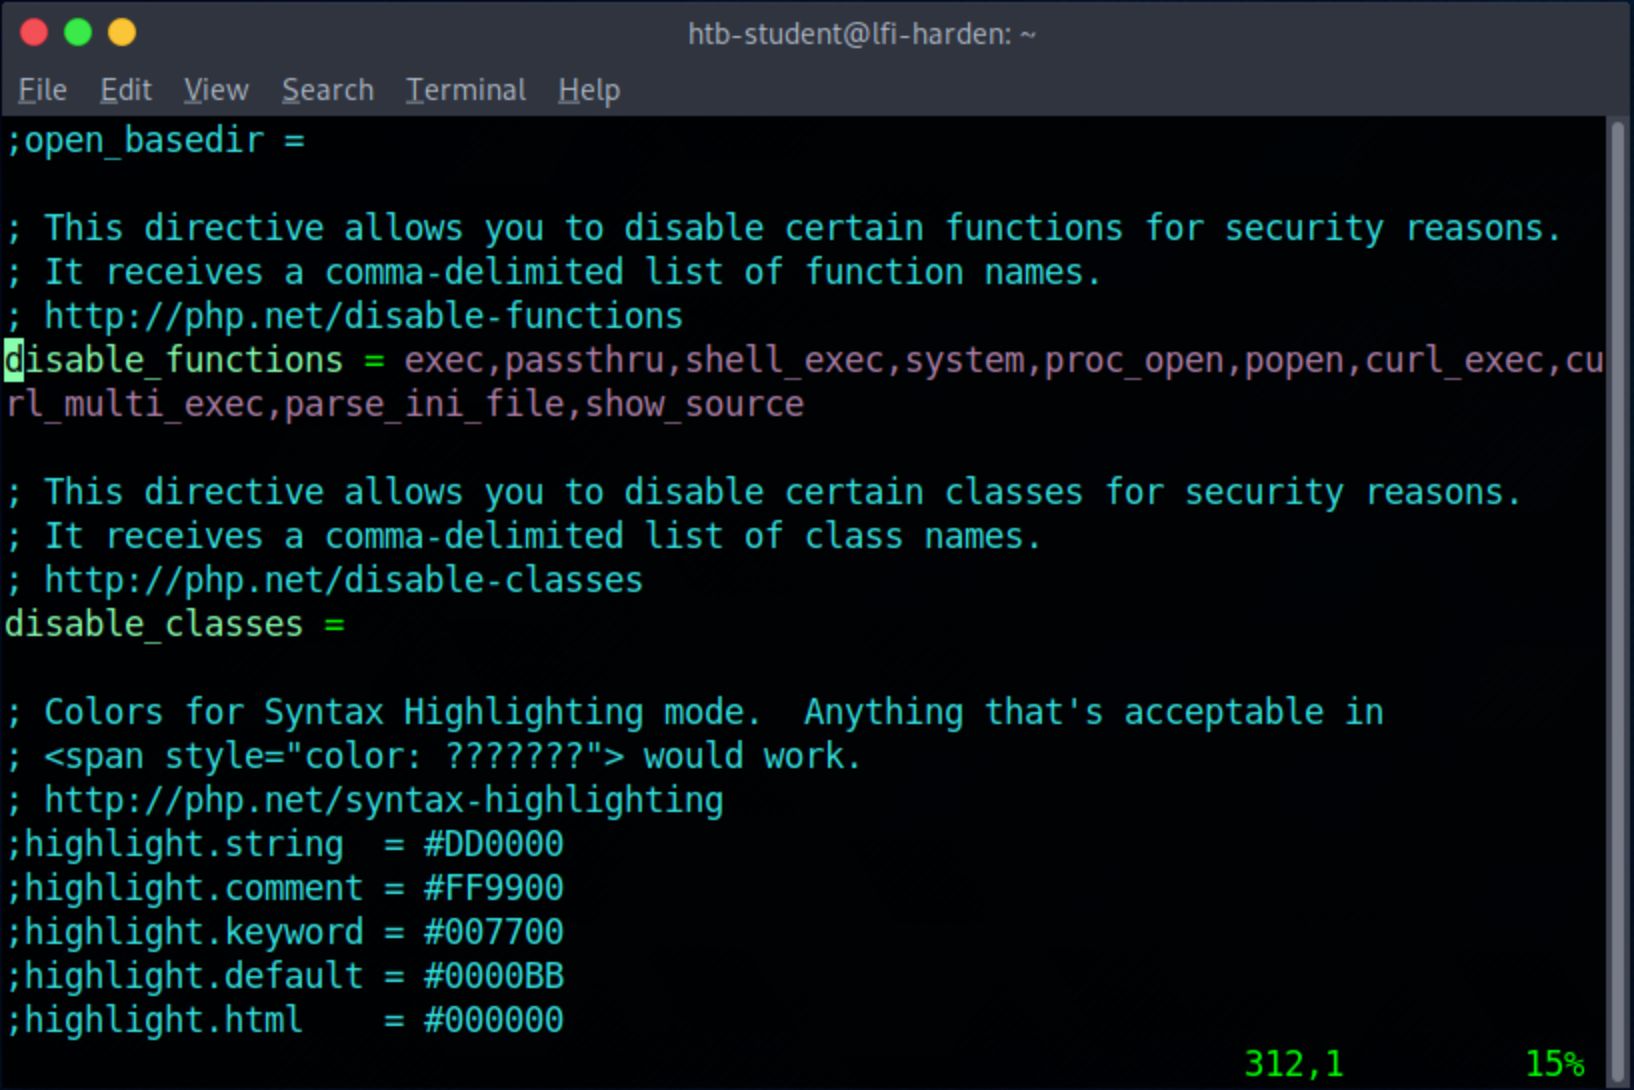 htb-student@lfi-harden: ~
File Edit View Search Terminal Help
;open_basedir =
; This directive allows you to disable certain functions for security reasons.
; It receives a comma-delimited list of function names.
; http://php.net/disable-functions
disable_functions = exec,passthru,shell_exec,system,proc_open,popen,curl_exec,cu
rl_multi_exec,parse_ini_file,show_source
; This directive allows you to disable certain classes for security reasons.
; It receives a comma-delimited list of class names.
; http://php.net/disable-classes
disable_classes =
; Colors for Syntax Highlighting mode.  Anything that's acceptable in
; <span style="color: ???????"> would work.
; http://php.net/syntax-highlighting
;highlight.string  = #DD0000
;highlight.comment = #FF9900
;highlight.keyword = #007700
;highlight.default = #0000BB
;highlight.html    = #000000
312,1 15%